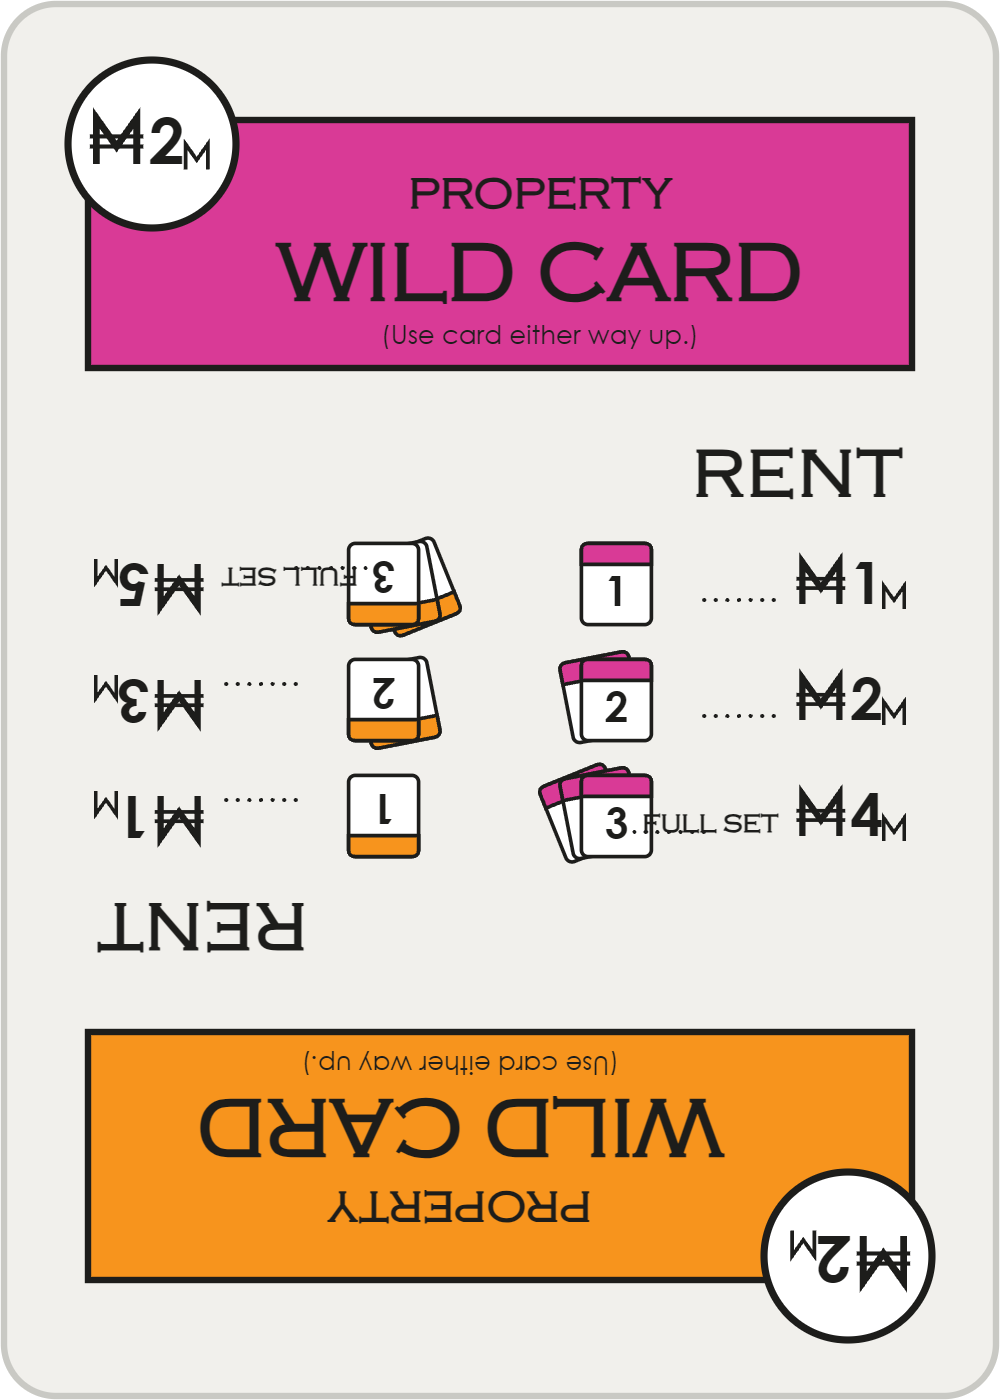 ₩2M
PROPERTY
WILD CARD
(Use card either way up.)
RENT
1 ....... M1M
2 ....... M2M
3 ....... FULL SET M4M
PROPERTY
WILD CARD
(Use card either way up.)
M2M
RENT
1 ....... M1M
2 ....... M3M
3 ....... FULL SET M5M